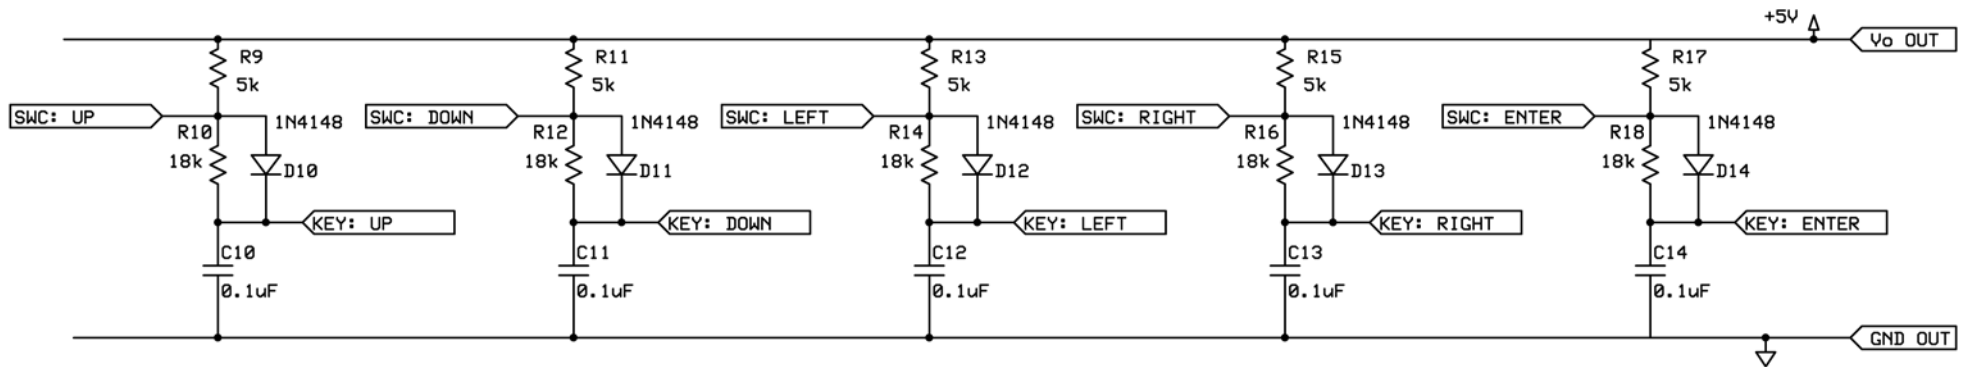 +5V
Vo OUT
R9
5k
R11
5k
R13
5k
R15
5k
R17
5k
SWC: UP
R10
18k
1N4148
D10
SWC: DOWN
R12
18k
1N4148
D11
SWC: LEFT
R14
18k
1N4148
D12
SWC: RIGHT
R16
18k
1N4148
D13
SWC: ENTER
R18
18k
1N4148
D14
KEY: UP
KEY: DOWN
KEY: LEFT
KEY: RIGHT
KEY: ENTER
C10
0.1uF
C11
0.1uF
C12
0.1uF
C13
0.1uF
C14
0.1uF
GND OUT